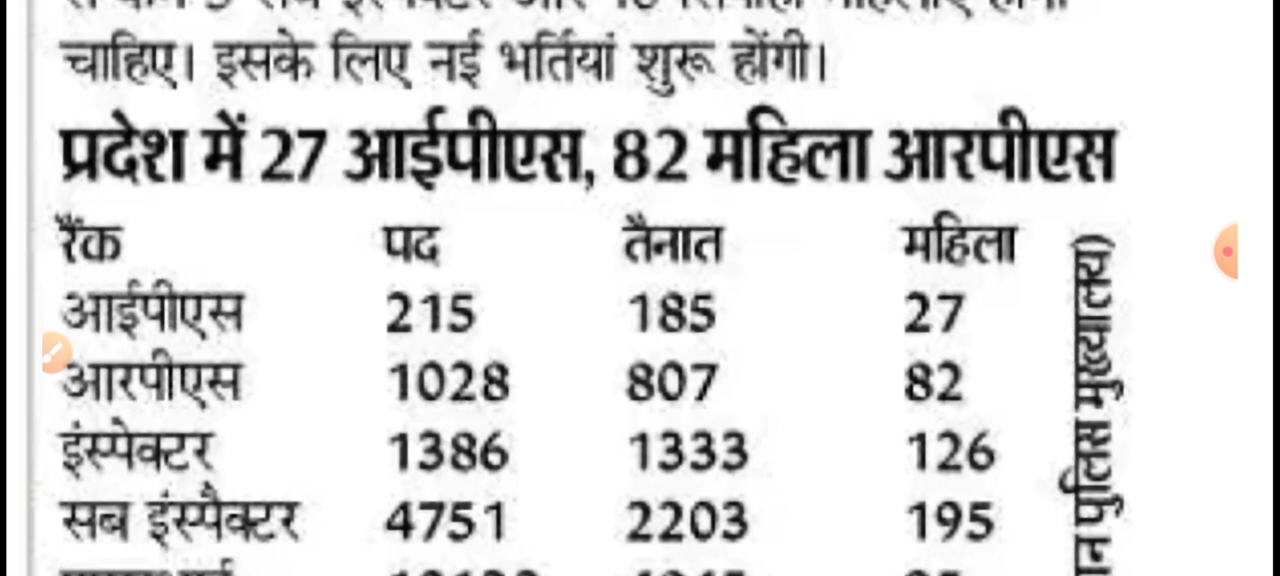 चाहिए। इसके लिए नई भर्तियां शुरू होंगी।
प्रदेश में 27 आईपीएस, 82 महिला आरपीएस
रैंक पद तैनात महिला
आईपीएस 215 185 27
आरपीएस 1028 807 82
इंस्पेक्टर 1386 1333 126
सब इंस्पैक्टर 4751 2203 195
पुलिस मुख्यालय)